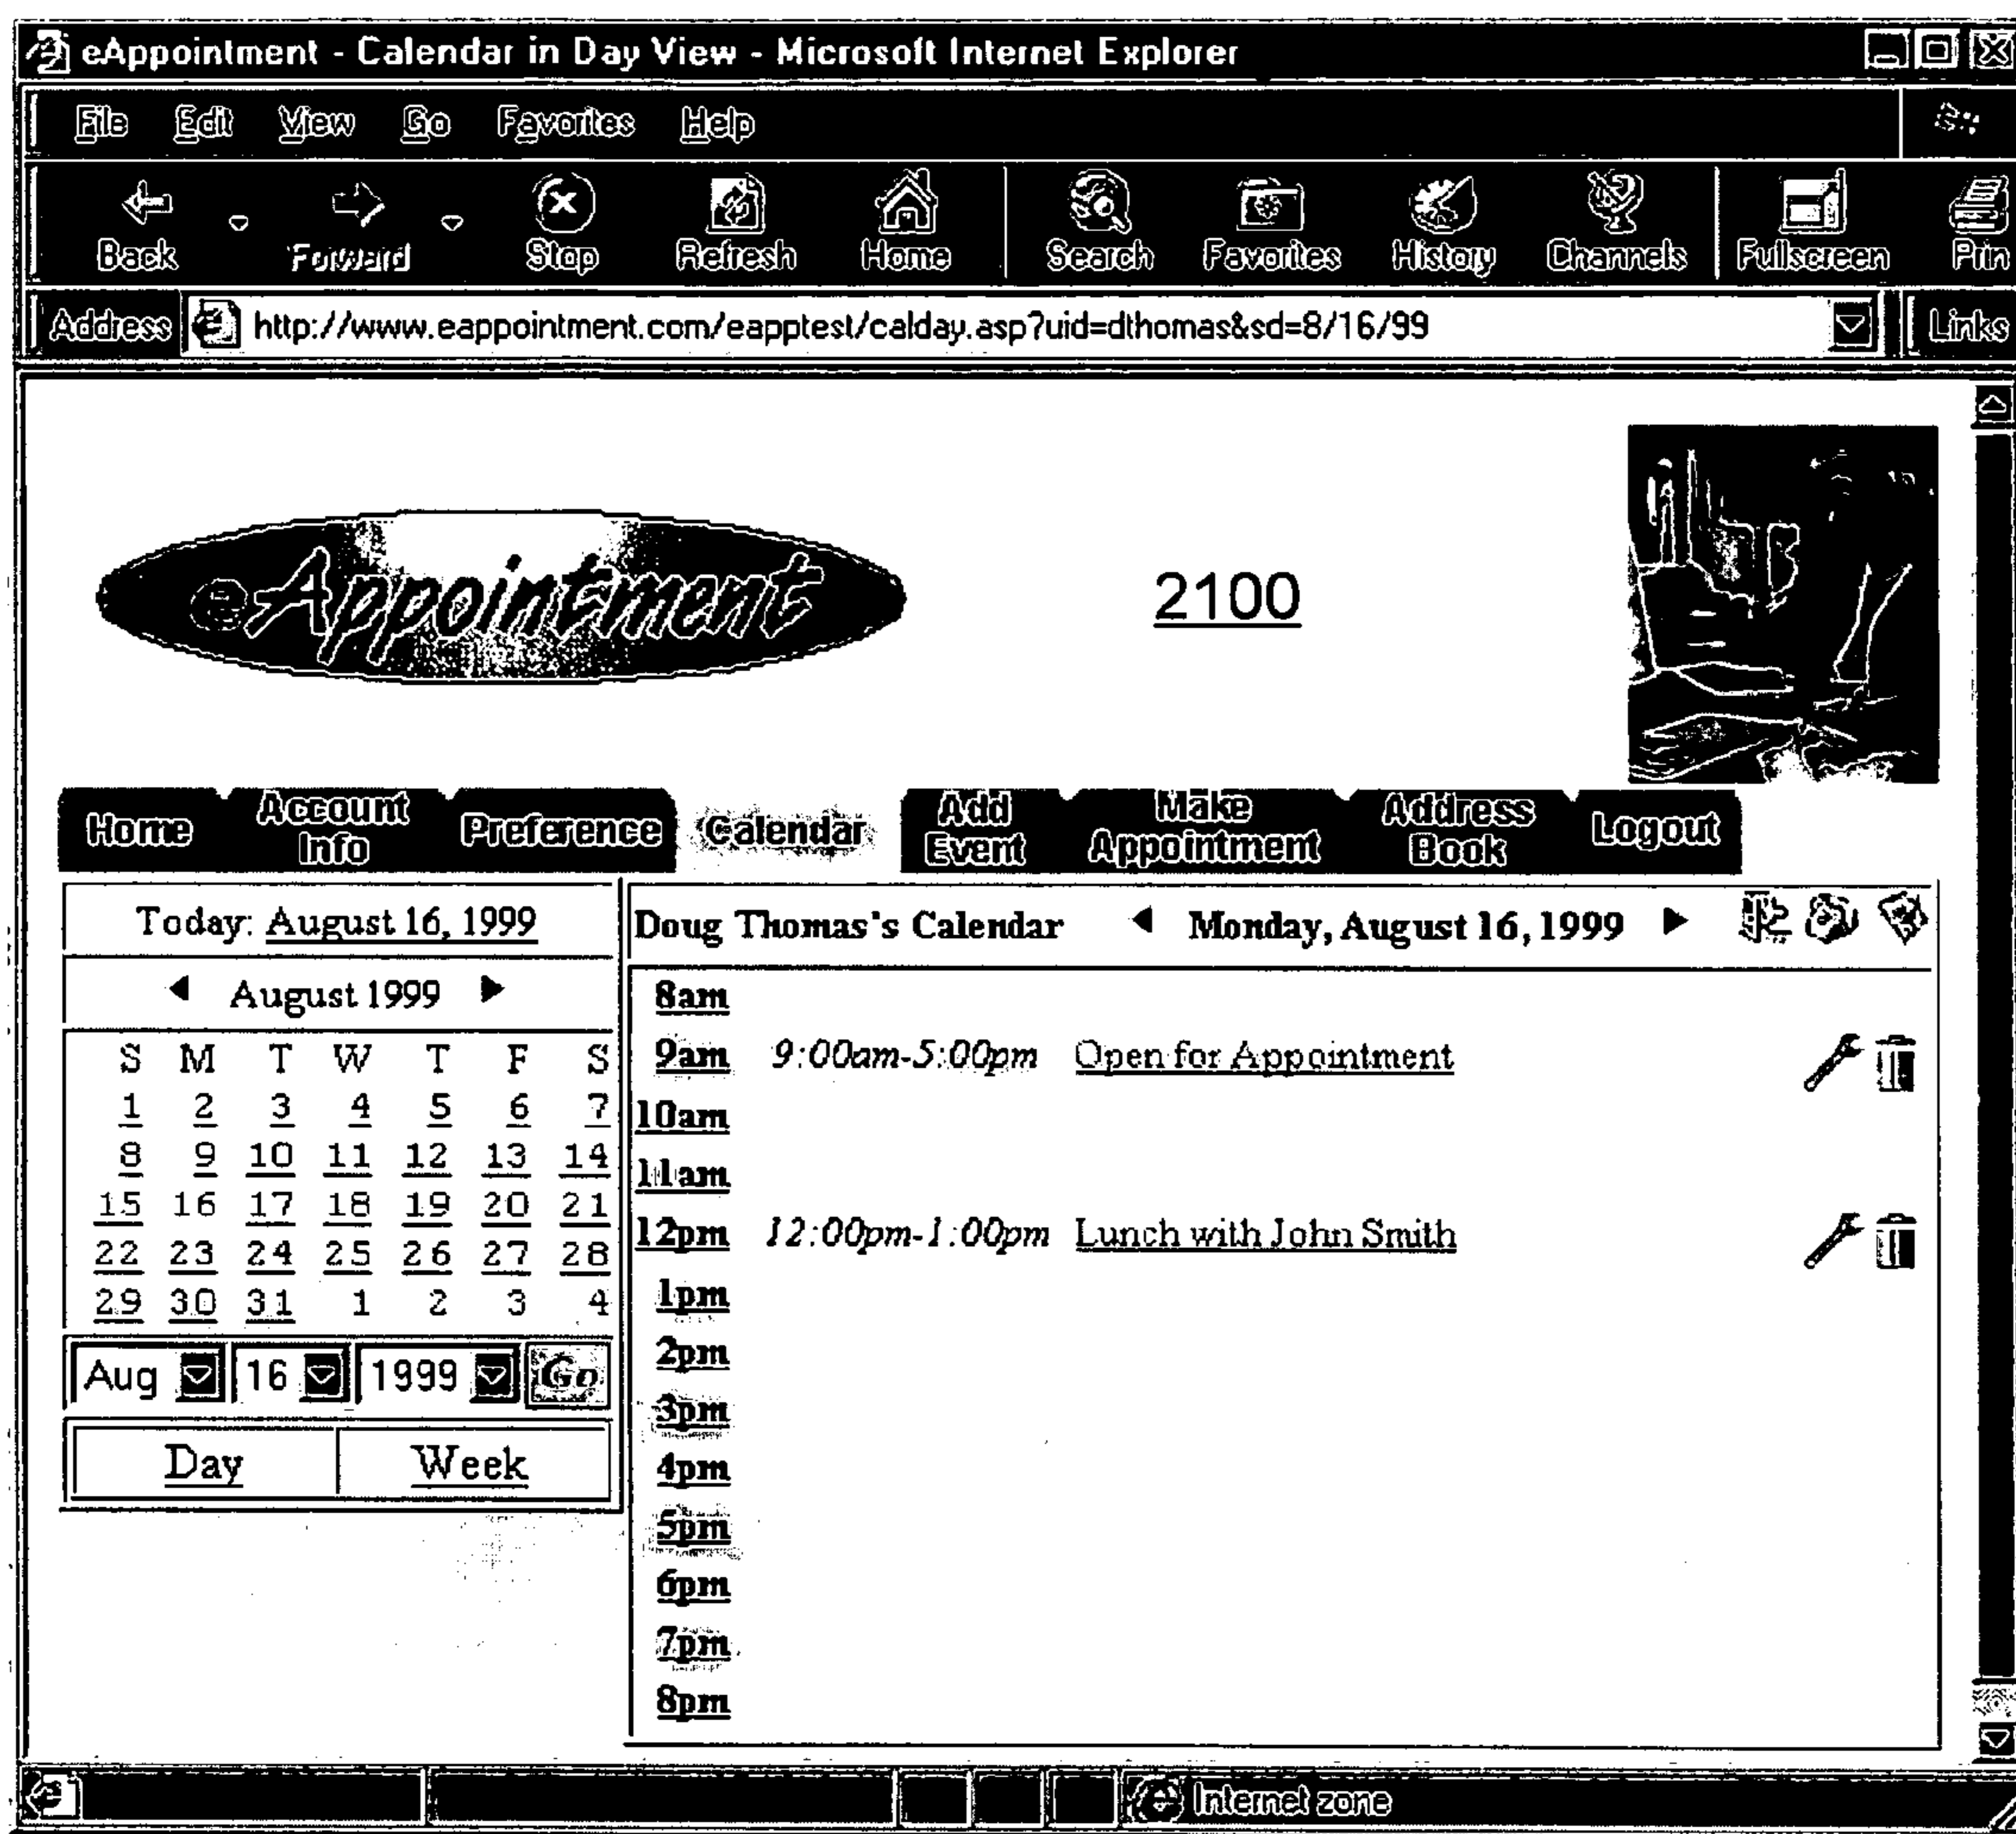 eAppointment - Calendar in Day View - Microsoft Internet Explorer
File Edit View Go Favorites Help
Back Forward Stop Refresh Home Search Favorites History Channels Fullscreen Prin
Address http://www.eappointment.com/eapptest/calday.asp?uid=dthomas&sd=8/16/99 Links
eAppointment
2100
Home Account Info Preference Calendar Add Event Make Appointment Address Book Logout
Today: August 16, 1999
August 1999
S M T W T F S
1 2 3 4 5 6 7
8 9 10 11 12 13 14
15 16 17 18 19 20 21
22 23 24 25 26 27 28
29 30 31 1 2 3 4
Aug 16 1999 Go
Day Week
Doug Thomas's Calendar Monday, August 16, 1999
8am
9am 9:00am-5:00pm Open for Appointment
10am
11am
12pm 12:00pm-1:00pm Lunch with John Smith
1pm
2pm
3pm
4pm
5pm
6pm
7pm
8pm
Internet zone